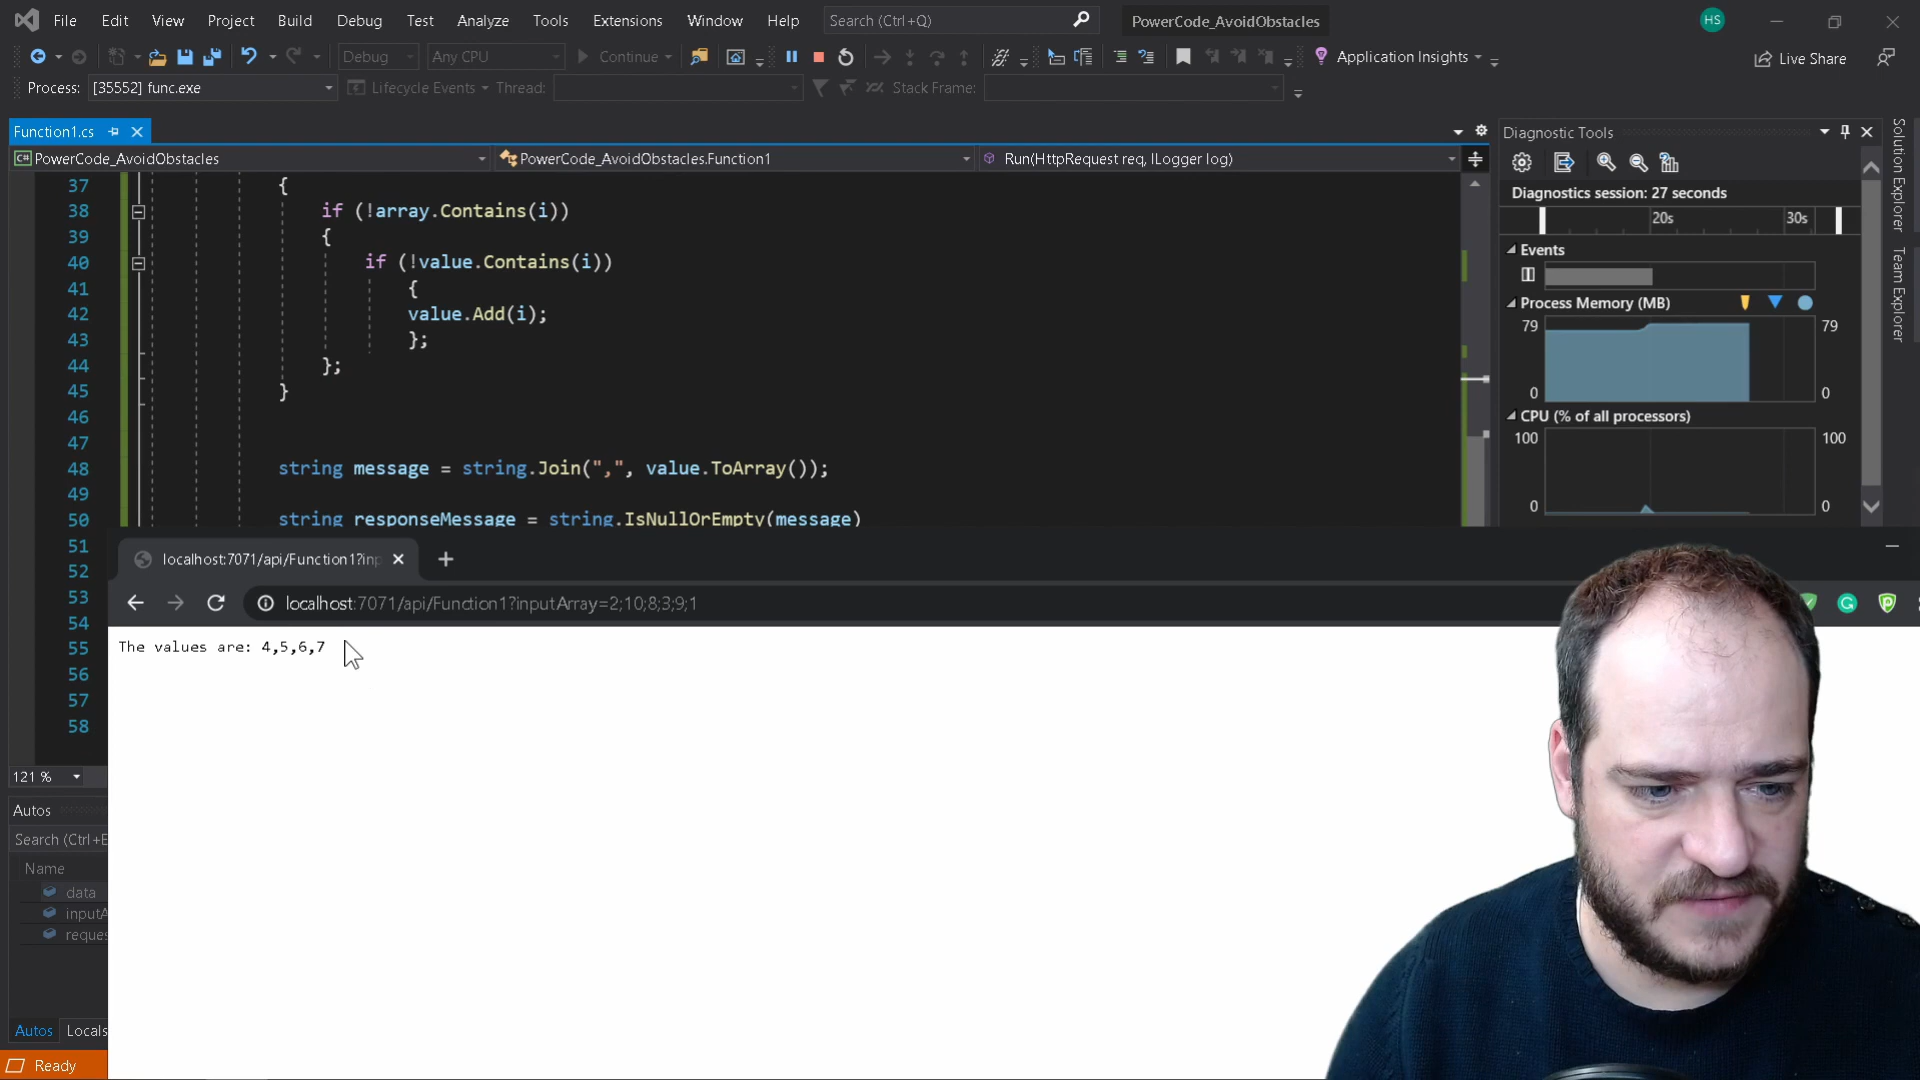 File Edit View Project Build Debug Test Analyze Tools Extensions Window Help Search (Ctrl+Q) PowerCode_AvoidObstacles HS
Debug Any CPU Continue Application Insights Live Share
Process: [35552] func.exe Lifecycle Events Thread: Stack Frame:
Function1.cs
PowerCode_AvoidObstacles PowerCode_AvoidObstacles.Function1 Run(HttpRequest req, ILogger log)
37 {
38 if (!array.Contains(i))
39 {
40 if (!value.Contains(i))
41 {
42 value.Add(i);
43 };
44 };
45 }
46
47
48 string message = string.Join(",", value.ToArray());
49
50 string responseMessage = string.IsNullOrEmpty(message)
51
52
53
54
55
56
57
58
121 %
Autos
Search (Ctrl+E
Name
data
inputA
reques
Autos Locals
Ready
Diagnostic Tools
Diagnostics session: 27 seconds
20s 30s
Events
Process Memory (MB)
79 79
0 0
CPU (% of all processors)
100 100
0 0
Solution Explorer
Team Explorer
localhost:7071/api/Function1?inp
localhost:7071/api/Function1?inputArray=2;10;8;3;9;1
The values are: 4,5,6,7